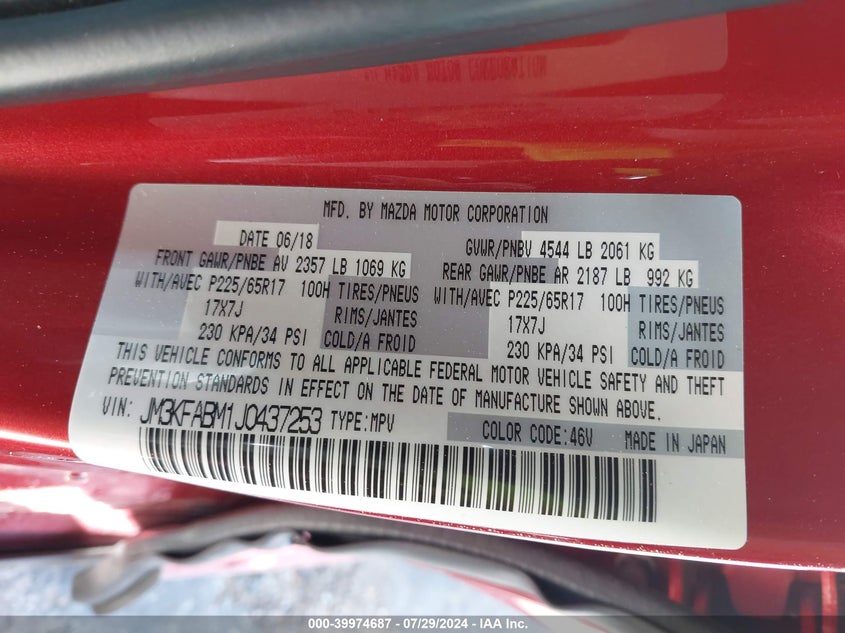 MFD. BY MAZDA MOTOR CORPORATION
DATE 06/18 GVWR/PNBV 4544 LB 2061 KG
FRONT GAWR/PNBE AV 2357 LB 1069 KG REAR GAWR/PNBE AR 2187 LB 992 KG
WITH/AVEC P225/65R17 100H TIRES/PNEUS WITH/AVEC P225/65R17 100H TIRES/PNEUS
17X7J RIMS/JANTES 17X7J RIMS/JANTES
230 KPA/34 PSI COLD/A FROID 230 KPA/34 PSI COLD/A FROID
THIS VEHICLE CONFORMS TO ALL APPLICABLE FEDERAL MOTOR VEHICLE SAFETY AND THEFT
PREVENTION STANDARDS IN EFFECT ON THE DATE OF MANUFACTURE SHOWN ABOVE.
VIN: JM3KFABM1J0437253 TYPE:MPV
COLOR CODE:46V MADE IN JAPAN
000-39974687 | 07/29/2024 | IAA Inc.